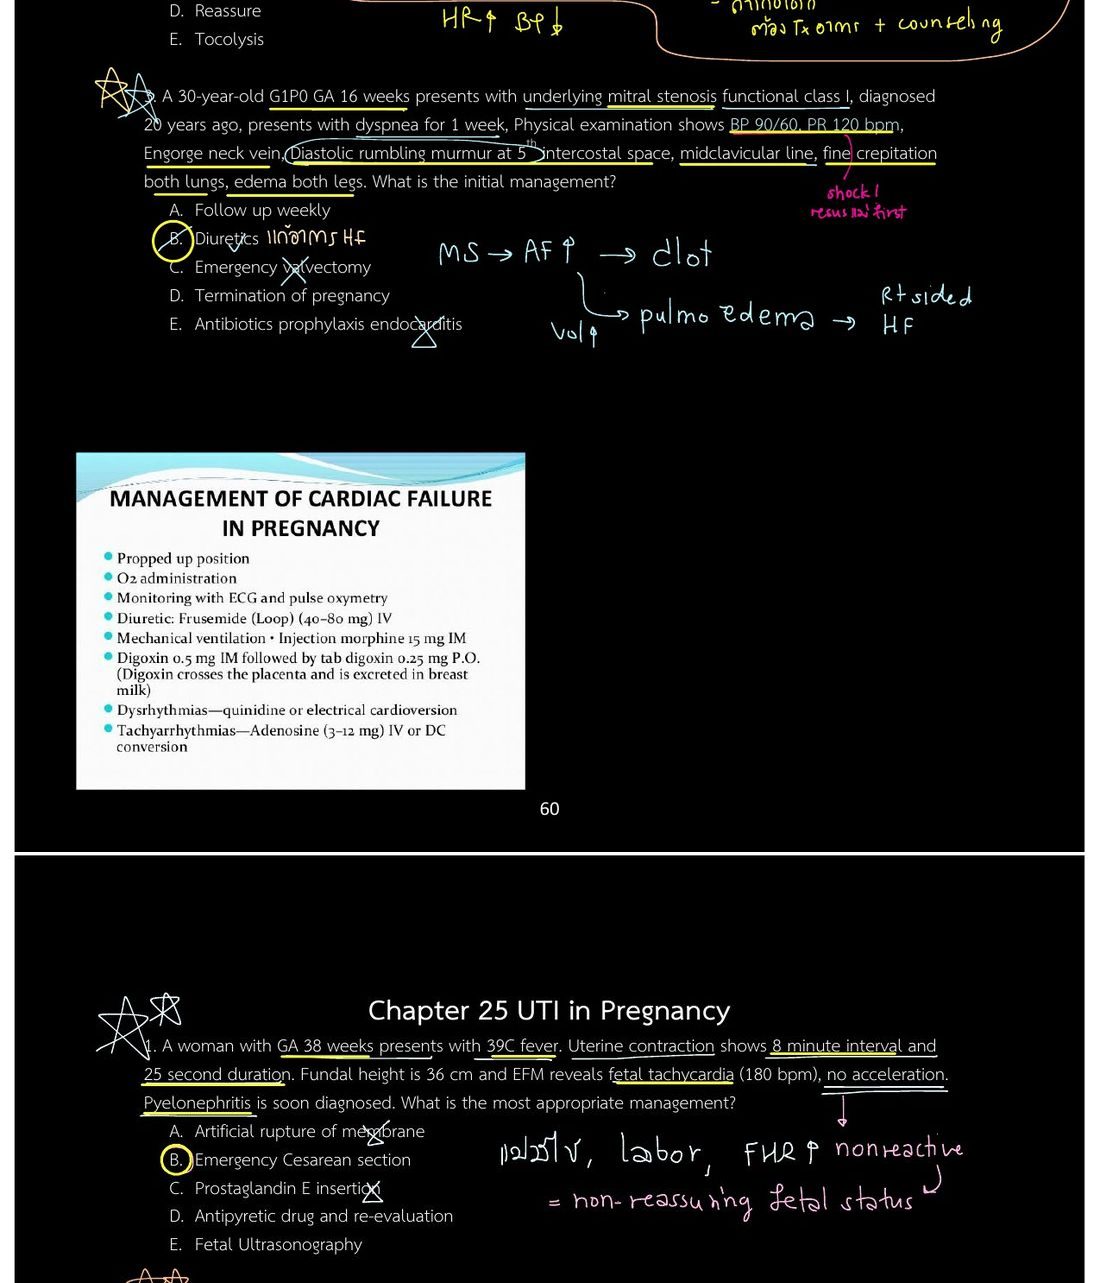 D. Reassure
E. Tocolysis
HR↑ BP↓
ต้อง Tx อาการ + counseling
A 30-year-old G1P0 GA 16 weeks presents with underlying mitral stenosis functional class I, diagnosed
20 years ago, presents with dyspnea for 1 week, Physical examination shows BP 90/60, PR 120 bpm,
Engorge neck vein, Diastolic rumbling murmur at 5th intercostal space, midclavicular line, fine crepitation
both lungs, edema both legs. What is the initial management?
shock!
first
A. Follow up weekly
B. Diuretics แก้อาการ HF
C. Emergency valvectomy
D. Termination of pregnancy
E. Antibiotics prophylaxis endocarditis
MS → AF↑ → clot
vol↑ → pulmo edema → Rt sided
HF
MANAGEMENT OF CARDIAC FAILURE
IN PREGNANCY
Propped up position
O2 administration
Monitoring with ECG and pulse oxymetry
Diuretic: Frusemide (Loop) (40–80 mg) IV
Mechanical ventilation • Injection morphine 15 mg IM
Digoxin 0.5 mg IM followed by tab digoxin 0.25 mg P.O.
(Digoxin crosses the placenta and is excreted in breast
milk)
Dysrhythmias—quinidine or electrical cardioversion
Tachyarrhythmias—Adenosine (3–12 mg) IV or DC
conversion
60
Chapter 25 UTI in Pregnancy
1. A woman with GA 38 weeks presents with 39C fever. Uterine contraction shows 8 minute interval and
25 second duration. Fundal height is 36 cm and EFM reveals fetal tachycardia (180 bpm), no acceleration.
Pyelonephritis is soon diagnosed. What is the most appropriate management?
A. Artificial rupture of membrane
B. Emergency Cesarean section
C. Prostaglandin E insertion
D. Antipyretic drug and re-evaluation
E. Fetal Ultrasonography
labor, FHR↑ nonreactive
= non-reassuring fetal status